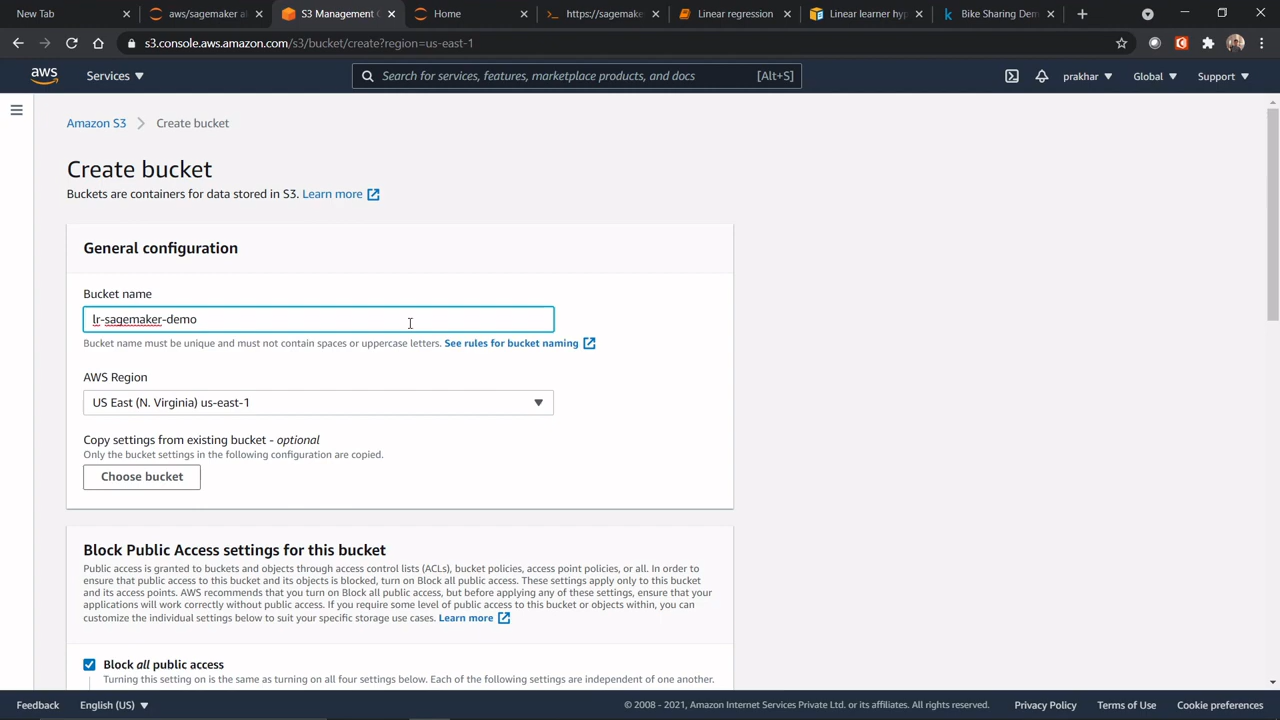 New Tab
aws/sagemaker a
S3 Management C
Home
https://sagemake
Linear regression
Linear learner hyp
Bike Sharing Dem
s3.console.aws.amazon.com/s3/bucket/create?region=us-east-1
aws
Services
Search for services, features, marketplace products, and docs
[Alt+S]
prakhar
Global
Support
Amazon S3
Create bucket
Create bucket
Buckets are containers for data stored in S3. Learn more
General configuration
Bucket name
lr-sagemaker-demo
Bucket name must be unique and must not contain spaces or uppercase letters. See rules for bucket naming
AWS Region
US East (N. Virginia) us-east-1
Copy settings from existing bucket - optional
Only the bucket settings in the following configuration are copied.
Choose bucket
Block Public Access settings for this bucket
Public access is granted to buckets and objects through access control lists (ACLs), bucket policies, access point policies, or all. In order to
ensure that public access to this bucket and its objects is blocked, turn on Block all public access. These settings apply only to this bucket
and its access points. AWS recommends that you turn on Block all public access, but before applying any of these settings, ensure that your
applications will work correctly without public access. If you require some level of public access to this bucket or objects within, you can
customize the individual settings below to suit your specific storage use cases. Learn more
Block all public access
Turning this setting on is the same as turning on all four settings below. Each of the following settings are independent of one another.
Feedback
English (US)
© 2008 - 2021, Amazon Internet Services Private Ltd. or its affiliates. All rights reserved.
Privacy Policy
Terms of Use
Cookie preferences